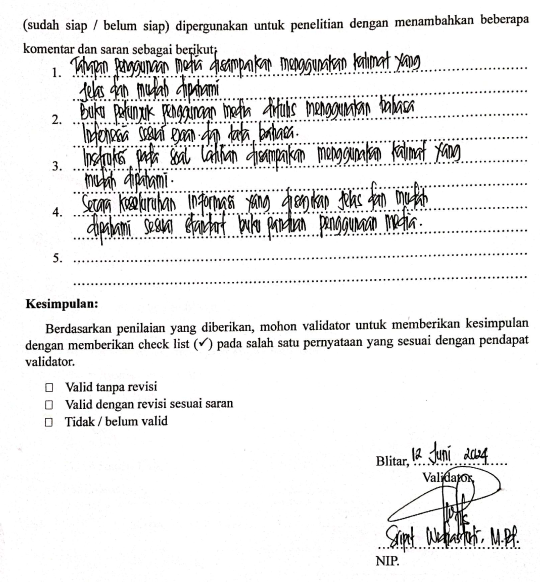 (sudah siap / belum siap) dipergunakan untuk penelitian dengan menambahkan beberapa
komentar dan saran sebagai berikut:
1. Tahapan penggunaan media disampaikan menggunakan kalimat yang
jelas dan mudah dipahami
2. Buku petunjuk penggunaan media ditulis menggunakan bahasa
Indonesia sesuai ejaan dan tata bahasa.
3. Instruksi pada soal latihan disampaikan menggunakan kalimat yang
mudah dipahami.
4. Secara keseluruhan informasi yang disajikan jelas dan mudah
dipahami sesuai standart buku panduan penggunaan media.
5.
Kesimpulan:
Berdasarkan penilaian yang diberikan, mohon validator untuk memberikan kesimpulan
dengan memberikan check list (✓) pada salah satu pernyataan yang sesuai dengan pendapat
validator.
☐ Valid tanpa revisi
☐ Valid dengan revisi sesuai saran
☐ Tidak / belum valid
Blitar, 12 Juni 2024
Validator,
M.Pd.
NIP.